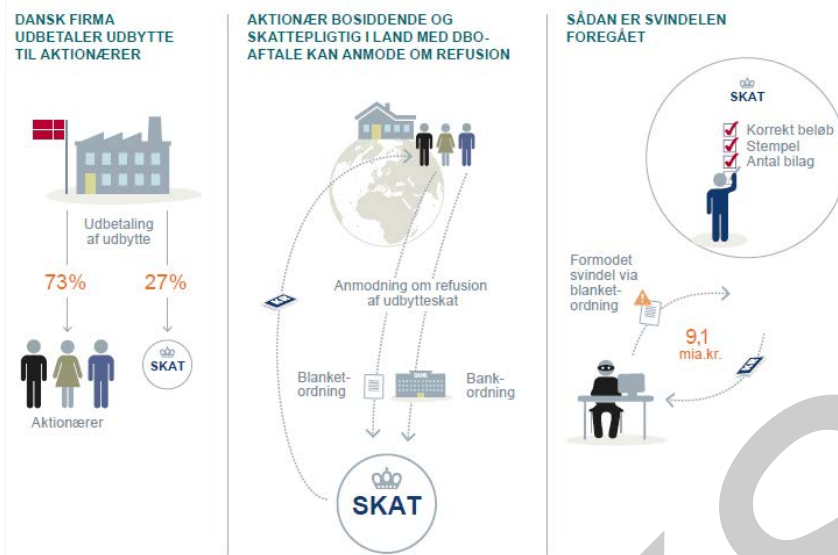 DANSK FIRMA
UDBETALER UDBYTTE
TIL AKTIONÆRER
Udbetaling
af udbytte
73%
27%
SKAT
Aktionærer
AKTIONÆR BOSIDDENDE OG
SKATTEPLIGTIG I LAND MED DBO-
AFTALE KAN ANMODE OM REFUSION
Anmodning om refusion
af udbytteskat
Blanket-
ordning
BANK
Bank-
ordning
SKAT
SÅDAN ER SVINDELEN
FOREGÅET
SKAT
Korrekt beløb
Stempel
Antal bilag
Formodet
svindel via
blanket-
ordning
9,1
mia.kr.